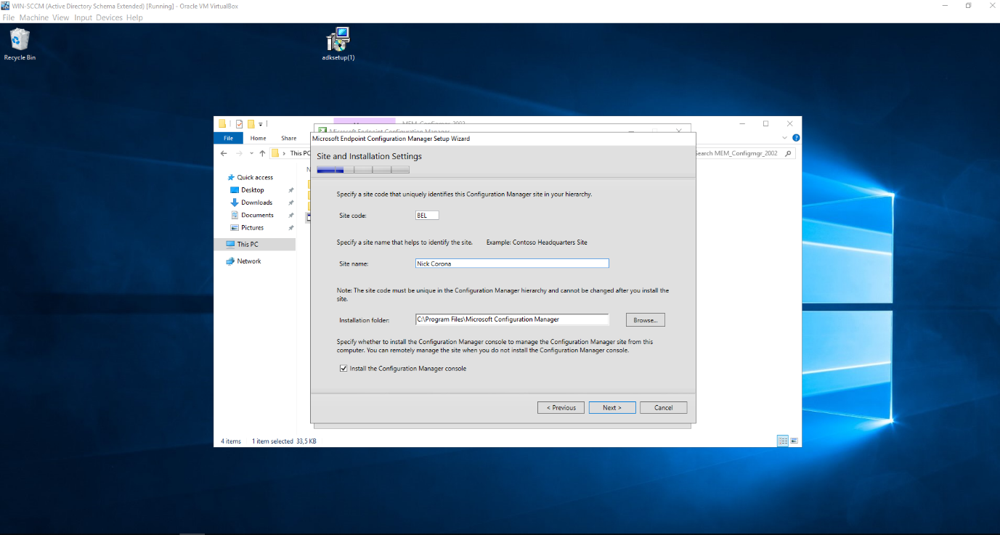 WIN-SCCM (Active Directory Schema Extended) [Running] - Oracle VM VirtualBox
File Machine View Input Devices Help
Recycle Bin
adksetup(1)
MEM_Configmgr_2002
File Home Share
Microsoft Endpoint Configuration Manager
Microsoft Endpoint Configuration Manager Setup Wizard
This PC
Search MEM_Configmgr_2002
Site and Installation Settings
Quick access
Desktop
Downloads
Documents
Pictures
This PC
Network
Specify a site code that uniquely identifies this Configuration Manager site in your hierarchy.
Site code: BEL
Specify a site name that helps to identify the site. Example: Contoso Headquarters Site
Site name: Nick Corona
Note: The site code must be unique in the Configuration Manager hierarchy and cannot be changed after you install the
site.
Installation folder: C:\Program Files\Microsoft Configuration Manager Browse...
Specify whether to install the Configuration Manager console to manage the Configuration Manager site from this
computer. You can remotely manage the site when you do not install the Configuration Manager console.
Install the Configuration Manager console
< Previous Next > Cancel
4 items 1 item selected 33,5 KB